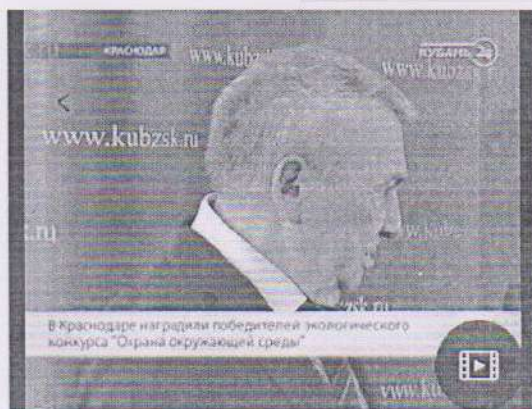 КРАСНОДАР
www.kubzsk.ru
КУБАНЬ 24
www.kubzsk.ru
В Краснодаре наградили победителей экологического
конкурса "Охрана окружающей среды"